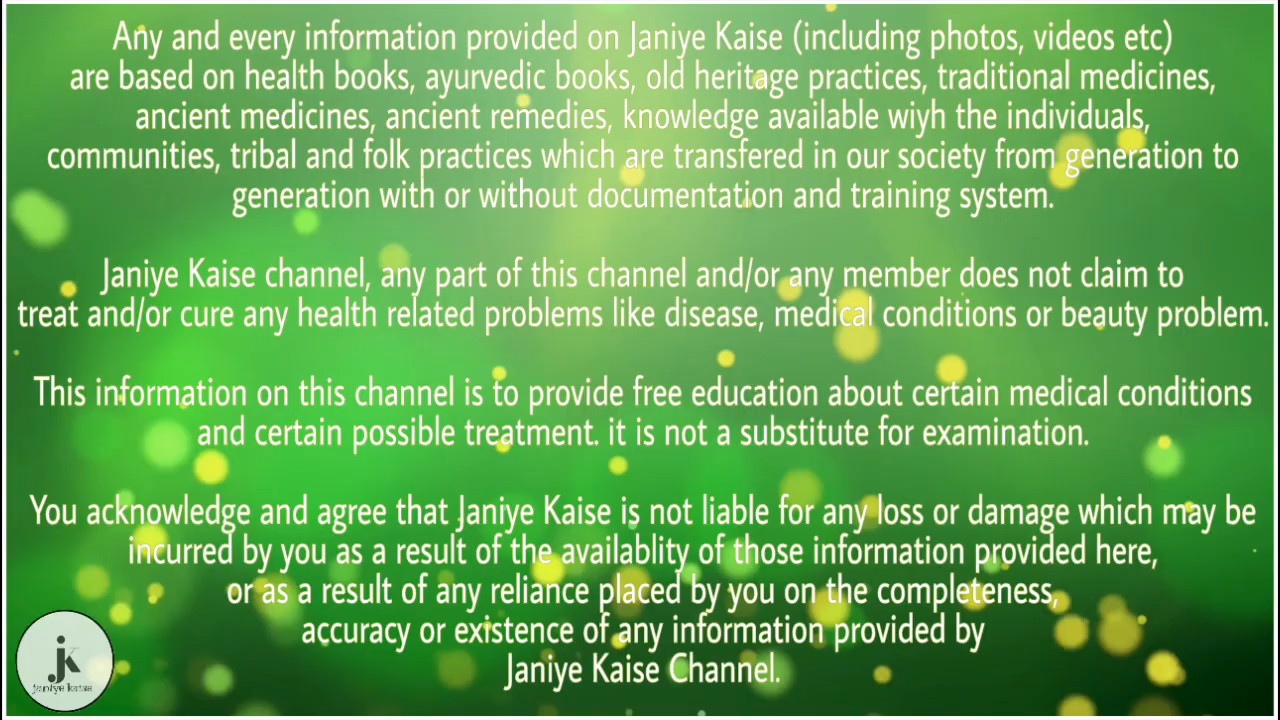 Any and every information provided on Janiye Kaise (including photos, videos etc)
are based on health books, ayurvedic books, old heritage practices, traditional medicines,
ancient medicines, ancient remedies, knowledge available wiyh the individuals,
communities, tribal and folk practices which are transfered in our society from generation to
generation with or without documentation and training system.
Janiye Kaise channel, any part of this channel and/or any member does not claim to
treat and/or cure any health related problems like disease, medical conditions or beauty problem.
This information on this channel is to provide free education about certain medical conditions
and certain possible treatment. it is not a substitute for examination.
You acknowledge and agree that Janiye Kaise is not liable for any loss or damage which may be
incurred by you as a result of the availablity of those information provided here,
or as a result of any reliance placed by you on the completeness,
accuracy or existence of any information provided by
Janiye Kaise Channel.
jk
janiye kaise